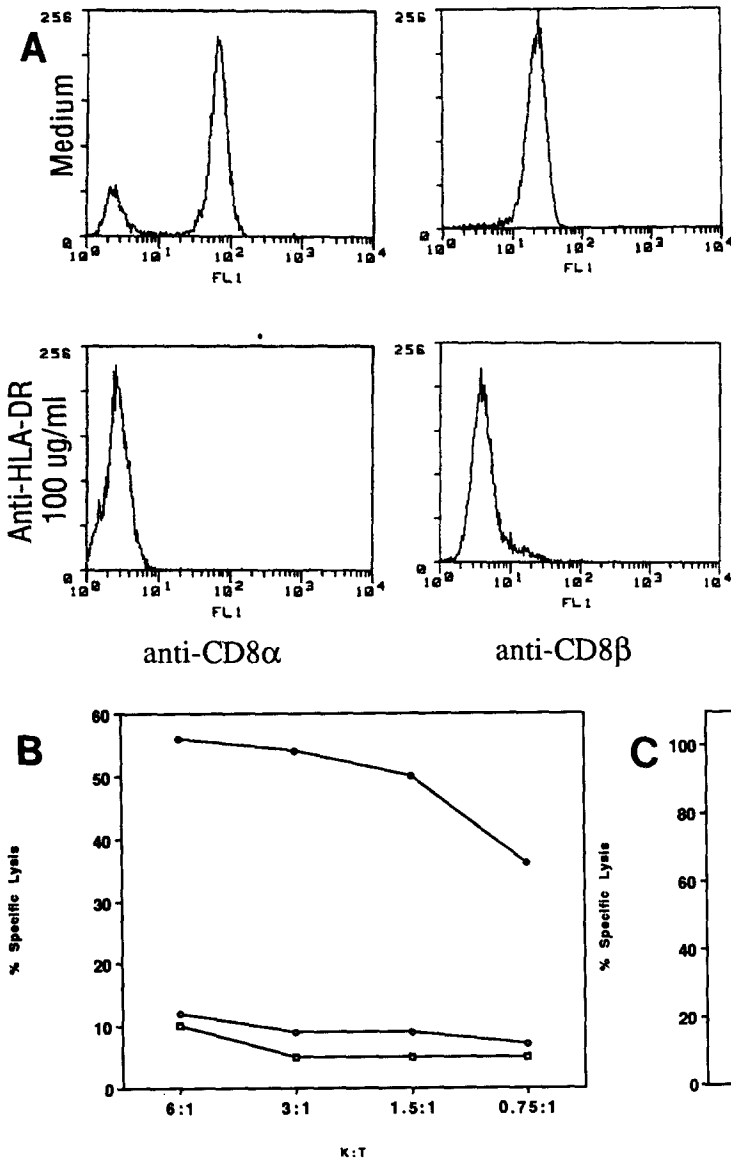 A
Medium
256
0
10^0 10^1 10^2 10^3 10^4
FL1
256
0
10^0 10^1 10^2 10^3 10^4
FL1
Anti-HLA-DR
100 ug/ml
256
0
10^0 10^1 10^2 10^3 10^4
FL1
256
0
10^0 10^1 10^2 10^3 10^4
FL1
anti-CD8α
anti-CD8β
B
% Specific Lysis
60
50
40
30
20
10
0
6:1 3:1 1.5:1 0.75:1
K:T
C
% Specific Lysis
100
80
60
40
20
0